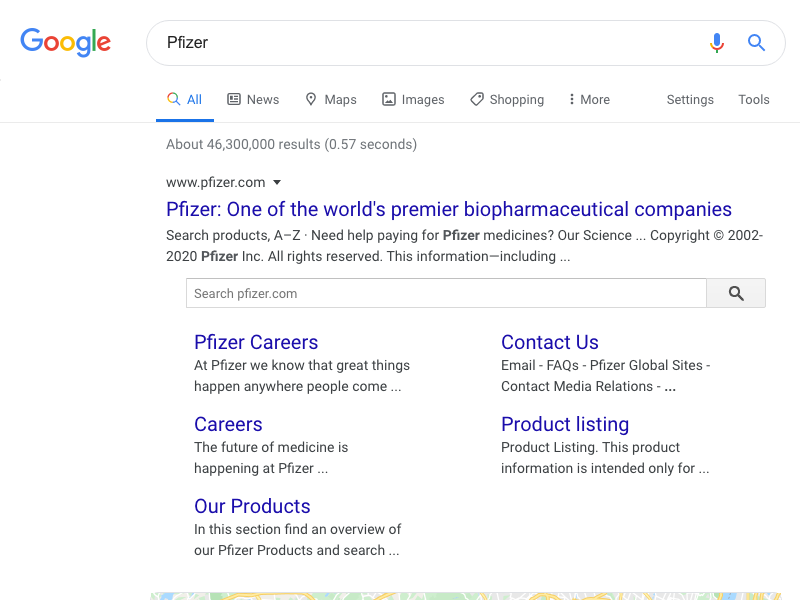 Google
Pfizer
All News Maps Images Shopping More Settings Tools
About 46,300,000 results (0.57 seconds)
www.pfizer.com
Pfizer: One of the world's premier biopharmaceutical companies
Search products, A–Z · Need help paying for Pfizer medicines? Our Science ... Copyright © 2002-
2020 Pfizer Inc. All rights reserved. This information—including ...
Search pfizer.com
Pfizer Careers
At Pfizer we know that great things
happen anywhere people come ...
Contact Us
Email - FAQs - Pfizer Global Sites -
Contact Media Relations - ...
Careers
The future of medicine is
happening at Pfizer ...
Product listing
Product Listing. This product
information is intended only for ...
Our Products
In this section find an overview of
our Pfizer Products and search ...